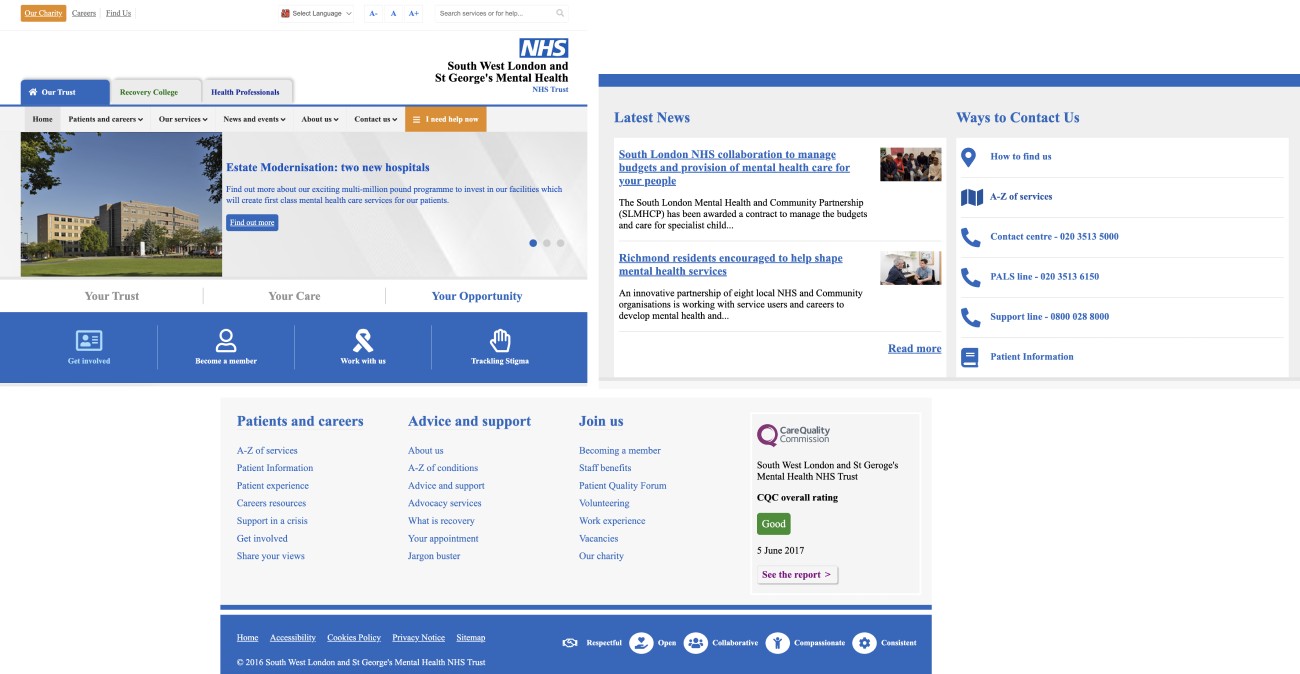 Our Charity Careers Find Us Select Language A- A A+ Search services or for help...
NHS
South West London and
St George's Mental Health
NHS Trust
Our Trust Recovery College Health Professionals
Home Patients and careers Our services News and events About us Contact us I need help now
Estate Modernisation: two new hospitals
Find out more about our exciting multi-million pound programme to invest in our facilities which
will create first class mental health care services for our patients.
Find out more
Your Trust Your Care Your Opportunity
Get involved Become a member Work with us Trackling Stigma
Latest News
South London NHS collaboration to manage
budgets and provision of mental health care for
your people
The South London Mental Health and Community Partnership
(SLMHCP) has been awarded a contract to manage the budgets
and care for specialist child...
Richmond residents encouraged to help shape
mental health services
An innovative partnership of eight local NHS and Community
organisations is working with service users and careers to
develop mental health and...
Read more
Ways to Contact Us
How to find us
A-Z of services
Contact centre - 020 3513 5000
PALS line - 020 3513 6150
Support line - 0800 028 8000
Patient Information
Patients and careers
A-Z of services
Patient Information
Patient experience
Careers resources
Support in a crisis
Get involved
Share your views
Advice and support
About us
A-Z of conditions
Advice and support
Advocacy services
What is recovery
Your appointment
Jargon buster
Join us
Becoming a member
Staff benefits
Patient Quality Forum
Volunteering
Work experience
Vacancies
Our charity
CareQuality
Commission
South West London and St Geroge's
Mental Health NHS Trust
CQC overall rating
Good
5 June 2017
See the report >
Home Accessibility Cookies Policy Privacy Notice Sitemap
Respectful Open Collaborative Compassionate Consistent
© 2016 South West London and St George's Mental Health NHS Trust